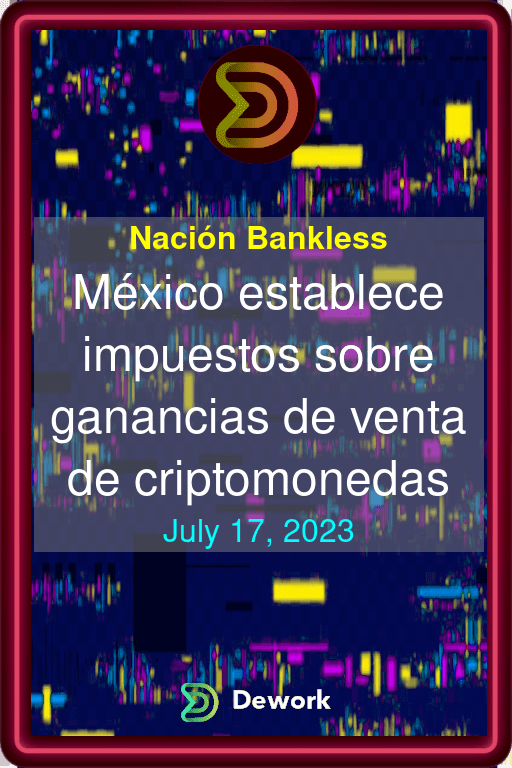 Nación Bankless
México establece
impuestos sobre
ganancias de venta
de criptomonedas
July 17, 2023
Dework